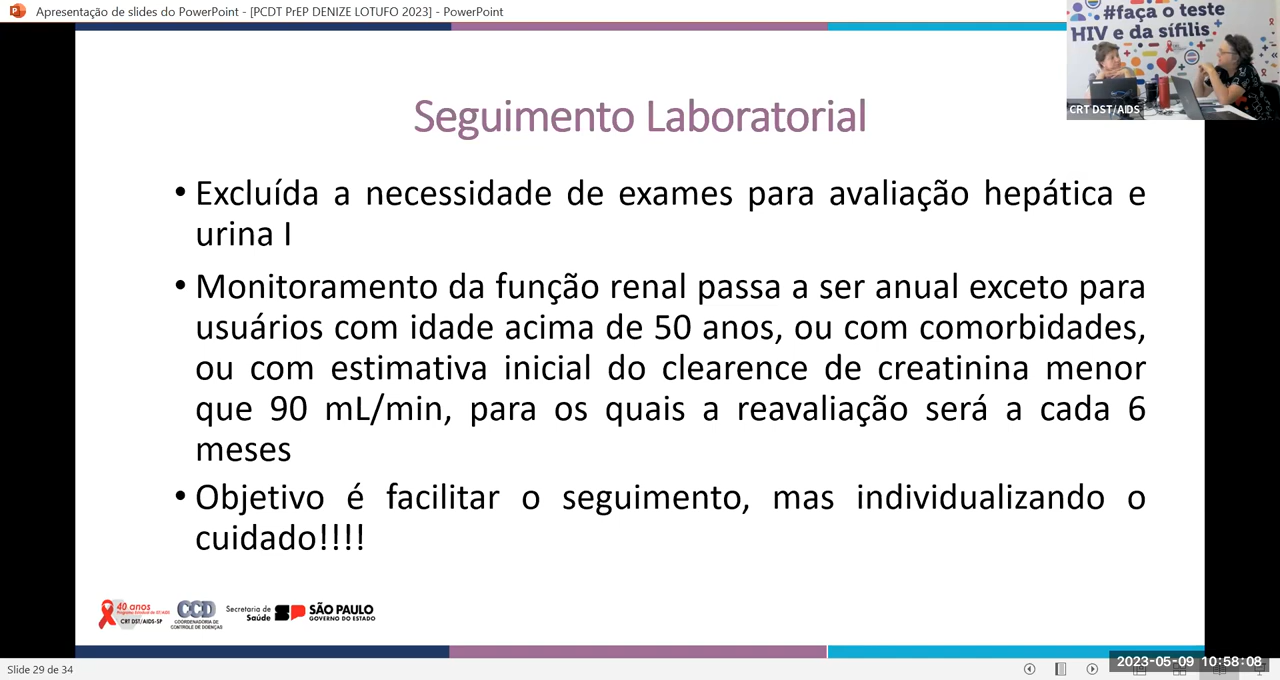 Apresentação de slides do PowerPoint - [PCDT PrEP DENIZE LOTUFO 2023] - PowerPoint
#faça o teste
HIV e da sífilis
CRT DST/AIDS
Seguimento Laboratorial
• Excluída a necessidade de exames para avaliação hepática e
urina I
• Monitoramento da função renal passa a ser anual exceto para
usuários com idade acima de 50 anos, ou com comorbidades,
ou com estimativa inicial do clearence de creatinina menor
que 90 mL/min, para os quais a reavaliação será a cada 6
meses
• Objetivo é facilitar o seguimento, mas individualizando o
cuidado!!!!
40 anos
CRT DST/AIDS-SP
CCD
COORDENADORIA DE
CONTROLE DE DOENÇAS
Secretaria de
Saúde
SP
SÃO PAULO
GOVERNO DO ESTADO
Slide 29 de 34
2023-05-09 10:58:08